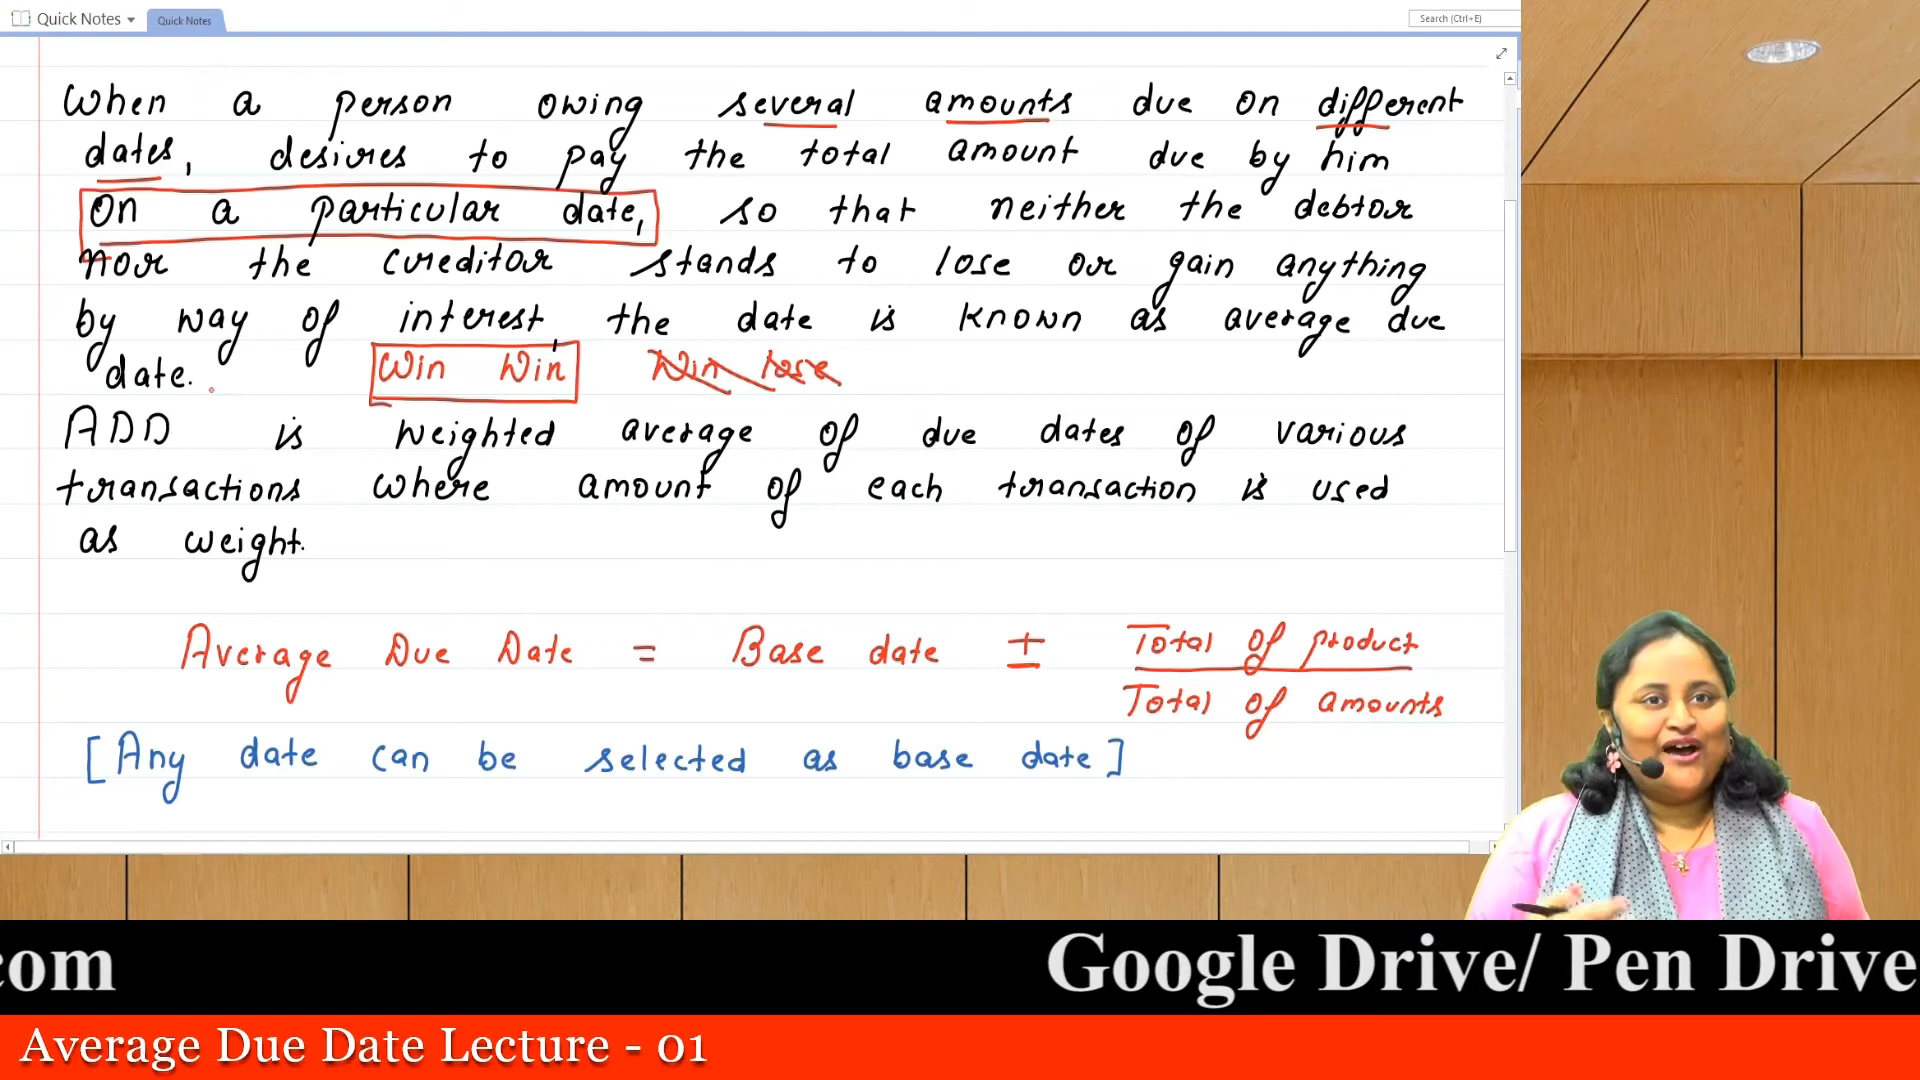 Quick Notes
Quick Notes
Search (Ctrl+E)
When a person owing several amounts due on different
dates, desires to pay the total amount due by him
On a particular date, so that neither the debtor
nor the creditor stands to lose or gain anything
by way of interest, the date is known as average due
date. Win Win Win lose
ADD is weighted average of due dates of various
transactions where amount of each transaction is used
as weight.
Average Due Date = Base date ± Total of product
Total of amounts
[Any date can be selected as base date]
com Google Drive/ Pen Drive
Average Due Date Lecture - 01